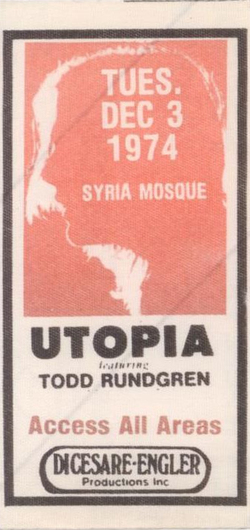 TUES.
DEC 3
1974
SYRIA MOSQUE
UTOPIA
featuring
TODD RUNDGREN
Access All Areas
DICESARE-ENGLER
Productions Inc